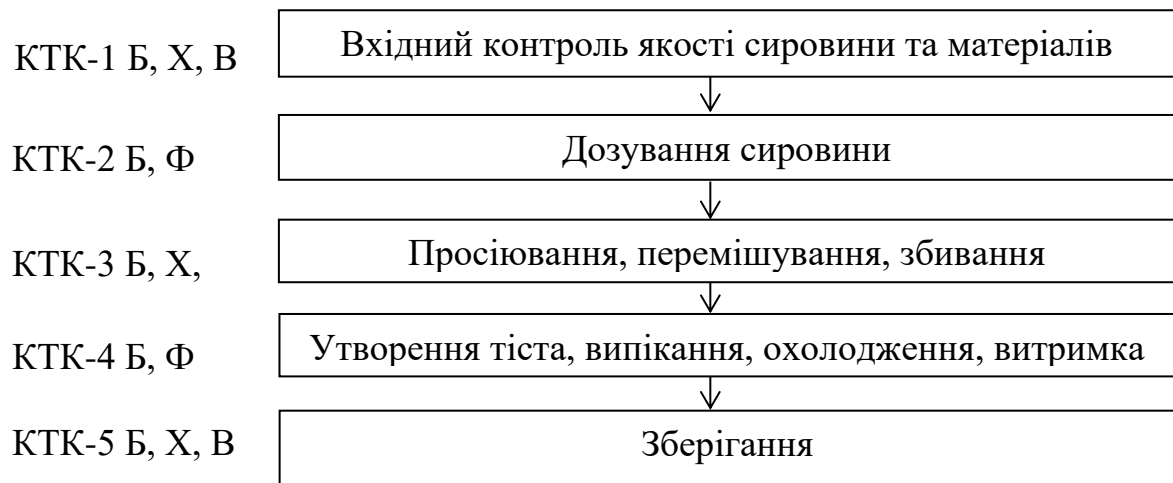 КТК-1 Б, Х, В
Вхідний контроль якості сировини та матеріалів
КТК-2 Б, Ф
Дозування сировини
КТК-3 Б, Х,
Просіювання, перемішування, збивання
КТК-4 Б, Ф
Утворення тіста, випікання, охолодження, витримка
КТК-5 Б, Х, В
Зберігання